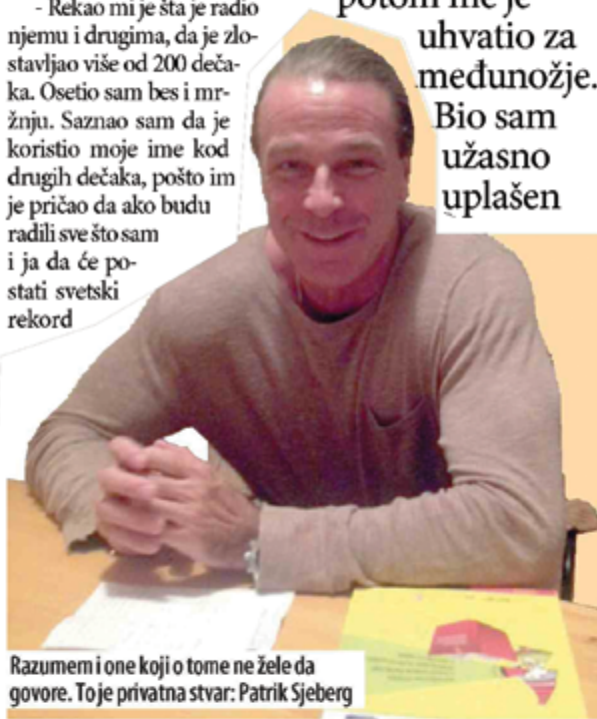 - Rekao mi je šta je radio
njemu i drugima, da je zlo-
stavljao više od 200 deča-
ka. Osetio sam bes i mr-
žnju. Saznao sam da je
koristio moje ime kod
drugih dečaka, pošto im
je pričao da ako budu
radili sve što sam
i ja da će po-
stati svetski
rekord
potom me je
uhvatio za
međunožje.
Bio sam
užasno
uplašen
Razumem i one koji o tome ne žele da
govore. To je privatna stvar: Patrik Sjeberg